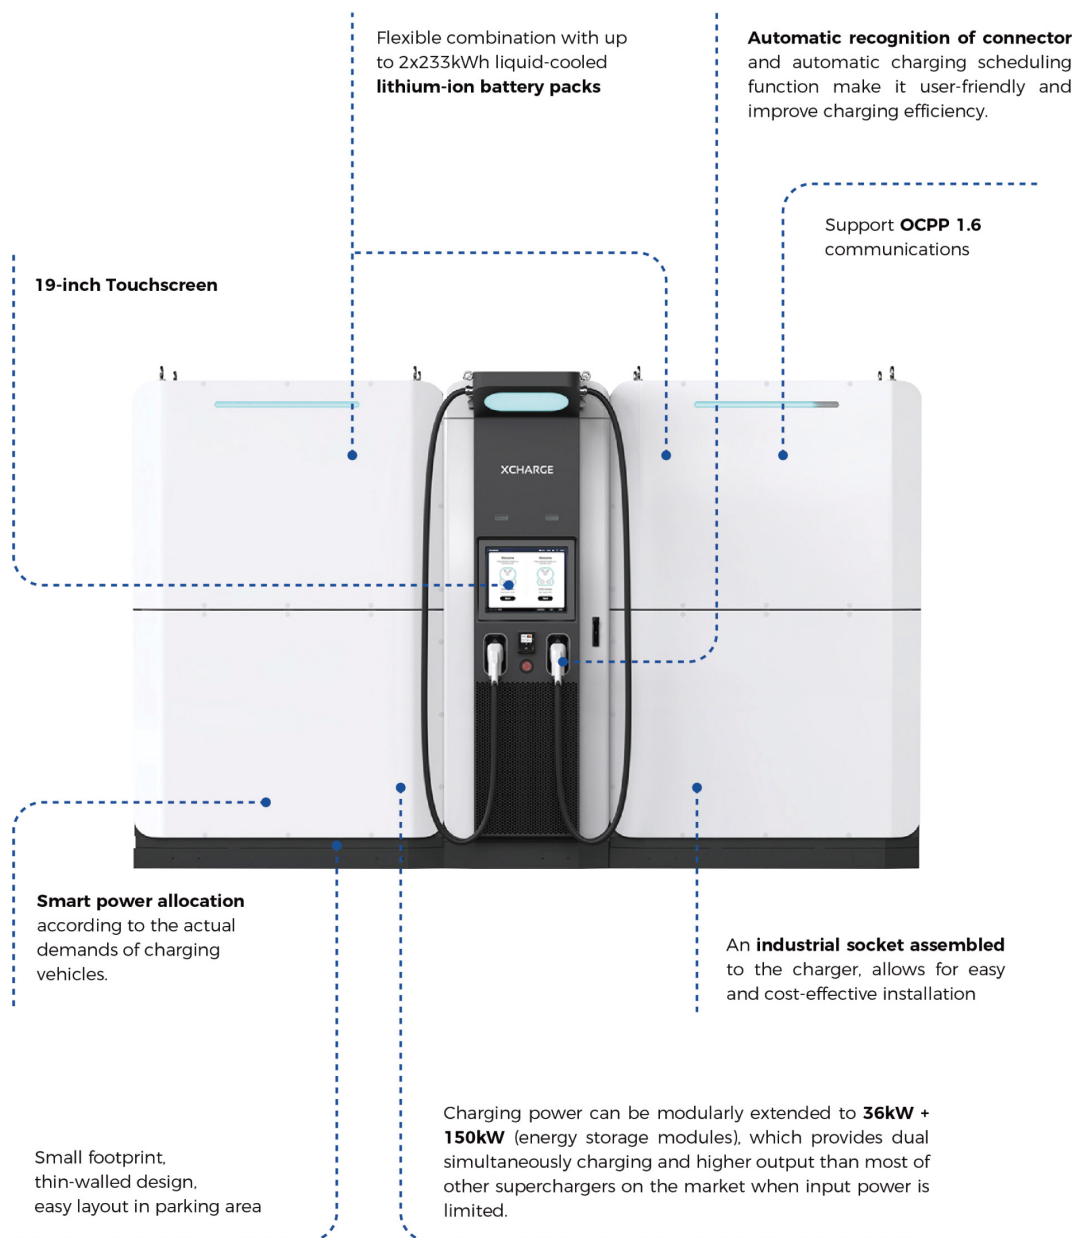 Flexible combination with up
to 2x233kWh liquid-cooled
lithium-ion battery packs
Automatic recognition of connector
and automatic charging scheduling
function make it user-friendly and
improve charging efficiency.
Support OCPP 1.6
communications
19-inch Touchscreen
XCHARGE
Welcome
Welcome
Smart power allocation
according to the actual
demands of charging
vehicles.
An industrial socket assembled
to the charger, allows for easy
and cost-effective installation
Charging power can be modularly extended to 36kW +
150kW (energy storage modules), which provides dual
simultaneously charging and higher output than most of
other superchargers on the market when input power is
limited.
Small footprint,
thin-walled design,
easy layout in parking area